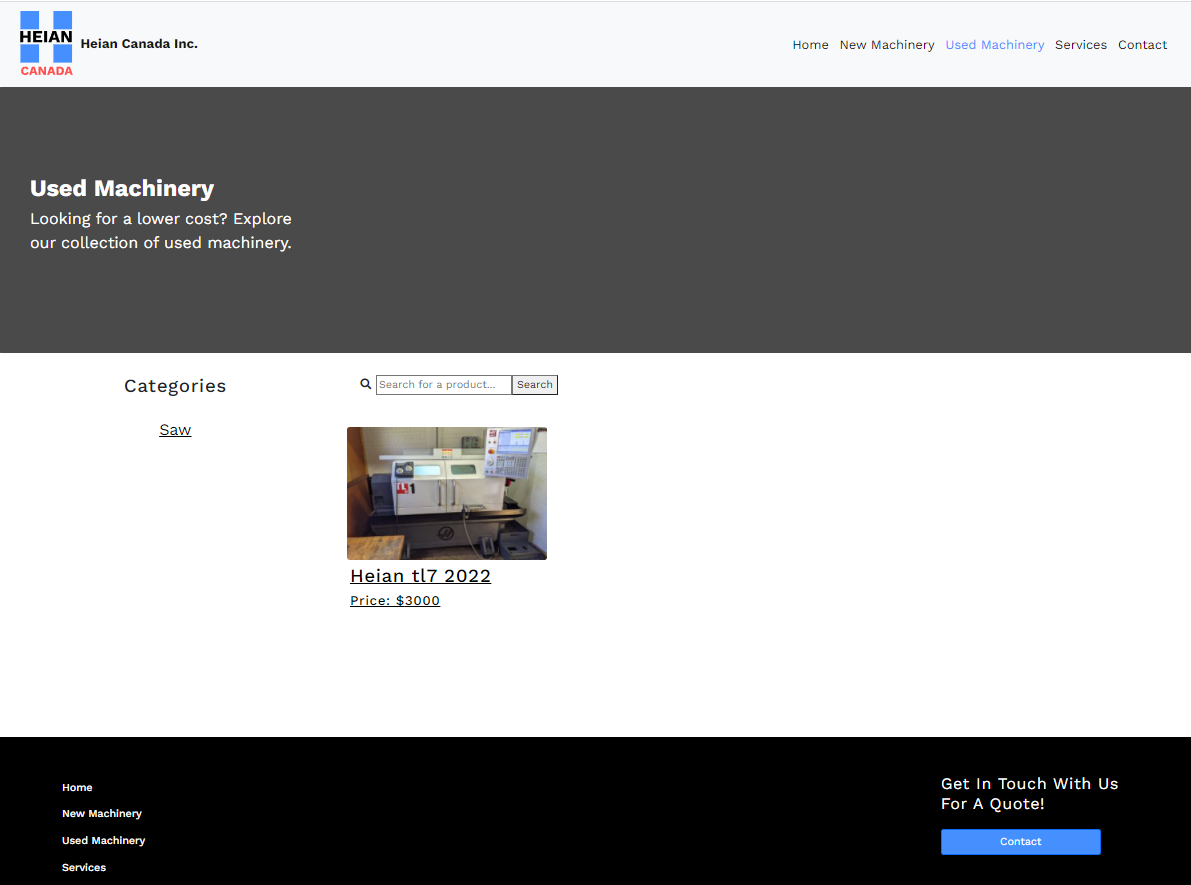 HEIAN
CANADA
Heian Canada Inc.
Home New Machinery Used Machinery Services Contact
Used Machinery
Looking for a lower cost? Explore
our collection of used machinery.
Categories
Search for a product... Search
Saw
Heian tl7 2022
Price: $3000
Home
New Machinery
Used Machinery
Services
Get In Touch With Us
For A Quote!
Contact